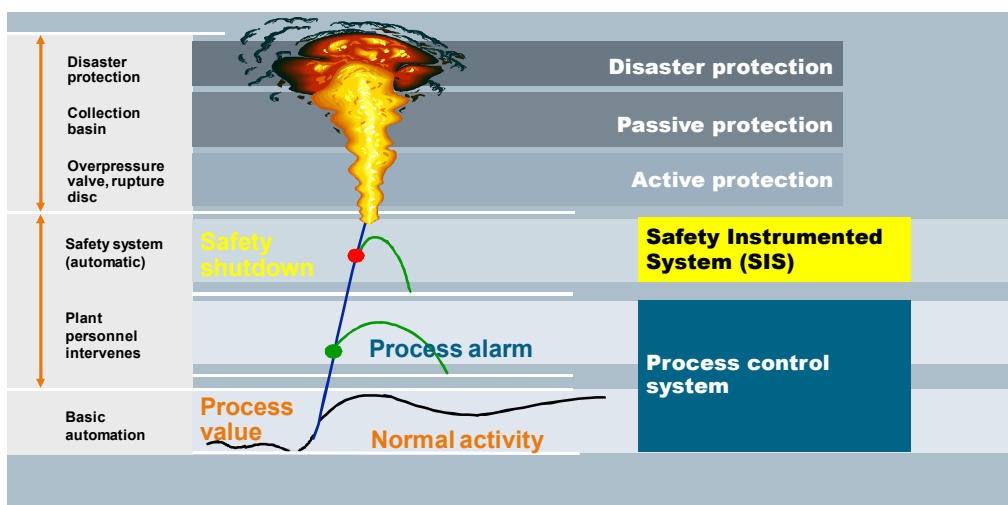 Disaster
protection
Disaster protection
Collection
basin
Passive protection
Overpressure
valve, rupture
disc
Active protection
Safety system
(automatic)
Safety
shutdown
Safety Instrumented
System (SIS)
Plant
personnel
intervenes
Process alarm
Process control
system
Basic
automation
Process
value
Normal activity